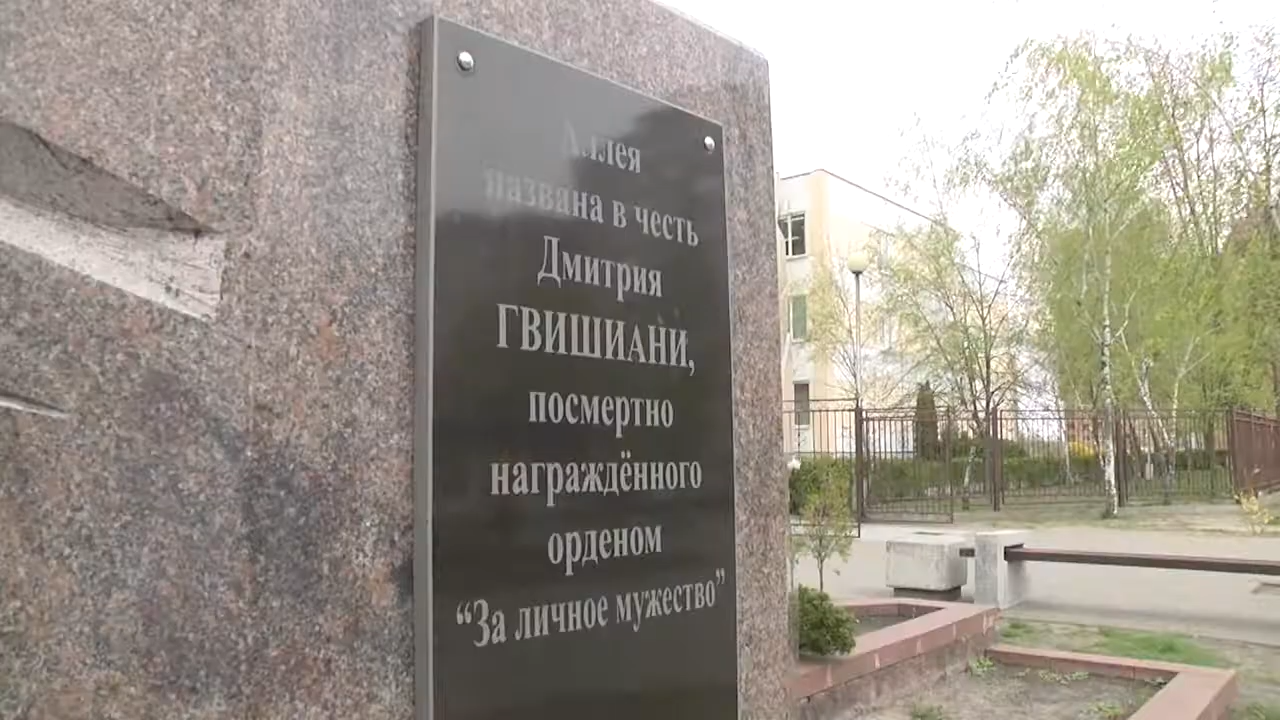 Аллея
названа в честь
Дмитрия
ГВИШИАНИ,
посмертно
награждённого
орденом
“За личное мужество”